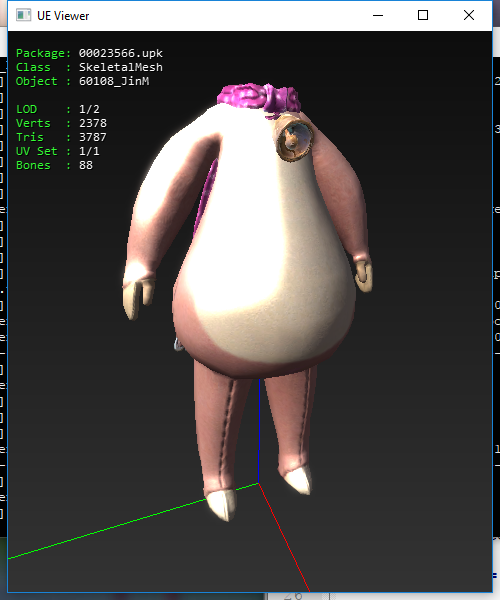 UE Viewer
Package: 00023566.upk
Class : SkeletalMesh
Object : 60108_JinM
LOD : 1/2
Verts : 2378
Tris : 3787
UV Set : 1/1
Bones : 88